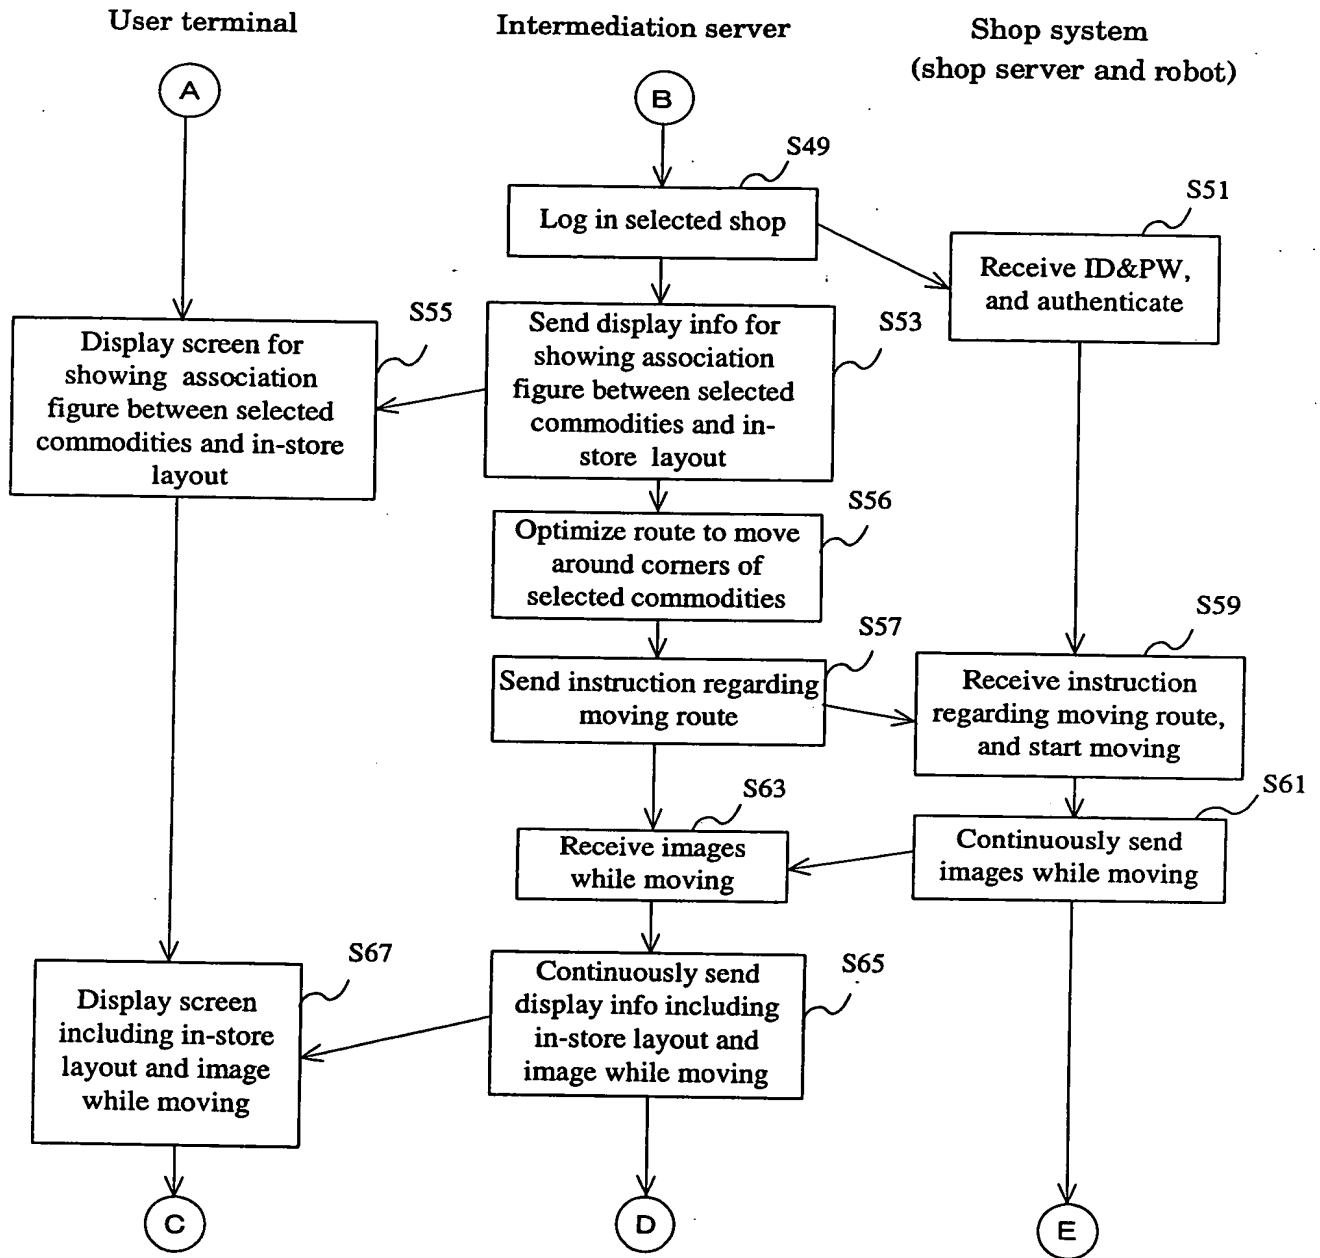 User terminal
Intermediation server
Shop system
(shop server and robot)
A
B
S49
Log in selected shop
S51
Receive ID&PW,
and authenticate
S55
Display screen for
showing association
figure between selected
commodities and in-store
layout
S53
Send display info for
showing association
figure between selected
commodities and in-
store layout
S56
Optimize route to move
around corners of
selected commodities
S57
Send instruction regarding
moving route
S59
Receive instruction
regarding moving route,
and start moving
S63
Receive images
while moving
S61
Continuously send
images while moving
S67
Display screen
including in-store
layout and image
while moving
S65
Continuously send
display info including
in-store layout and
image while moving
C
D
E